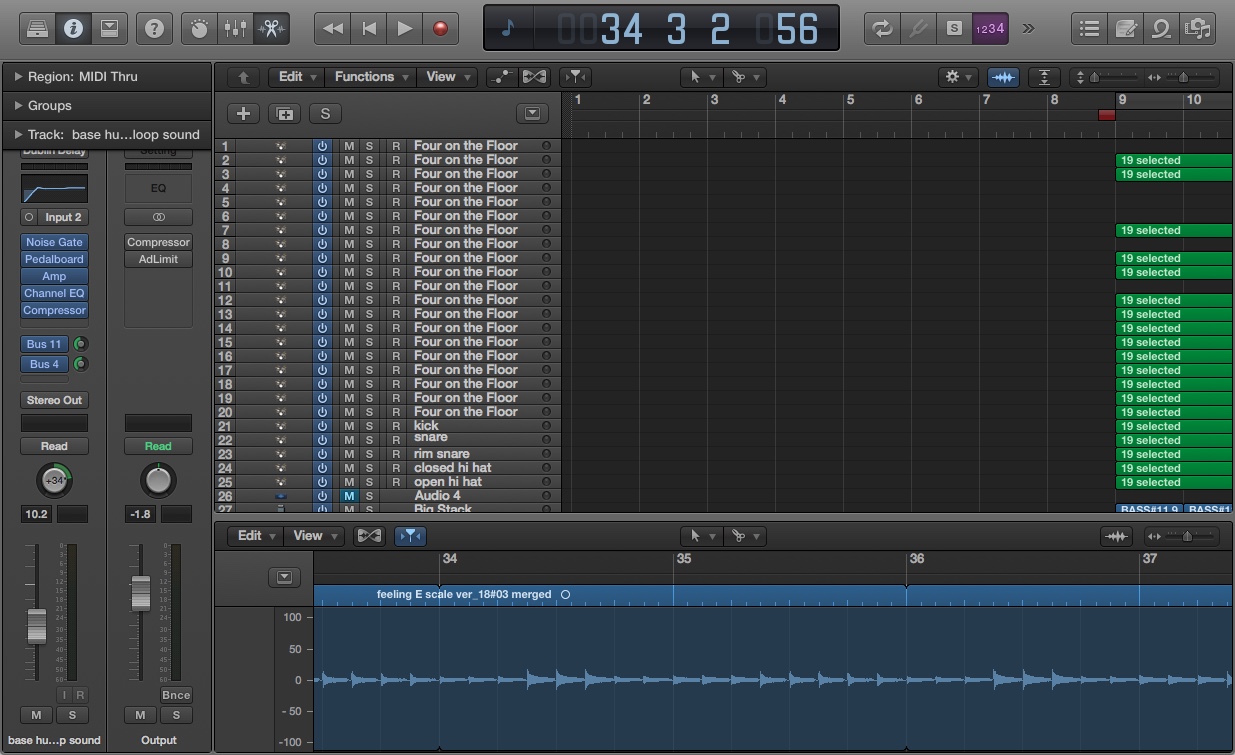 34 3 2 56
S
1234
Region: MIDI Thru
Groups
Track: base hu...loop sound
Edit
Functions
View
S
1
2
3
4
5
6
7
8
9
10
Dublin Delay
Setting
EQ
Input 2
Noise Gate
Compressor
Pedalboard
AdLimit
Amp
Channel EQ
Compressor
Bus 11
Bus 4
Stereo Out
Read
Read
+34
10.2
-1.8
I R
Bnce
M S
M S
base hu...p sound
Output
1 M S R Four on the Floor
2 M S R Four on the Floor 19 selected
3 M S R Four on the Floor 19 selected
4 M S R Four on the Floor
5 M S R Four on the Floor
6 M S R Four on the Floor
7 M S R Four on the Floor 19 selected
8 M S R Four on the Floor
9 M S R Four on the Floor 19 selected
10 M S R Four on the Floor 19 selected
11 M S R Four on the Floor
12 M S R Four on the Floor 19 selected
13 M S R Four on the Floor 19 selected
14 M S R Four on the Floor 19 selected
15 M S R Four on the Floor 19 selected
16 M S R Four on the Floor 19 selected
17 M S R Four on the Floor 19 selected
18 M S R Four on the Floor 19 selected
19 M S R Four on the Floor 19 selected
20 M S R Four on the Floor 19 selected
21 M S R kick 19 selected
22 M S R snare 19 selected
23 M S R rim snare 19 selected
24 M S R closed hi hat 19 selected
25 M S R open hi hat 19 selected
26 M S Audio 4
27 M S Big Stack BASS#11.9 BASS#1
Edit
View
34
35
36
37
feeling E scale ver_18#03 merged
100
50
0
- 50
-100